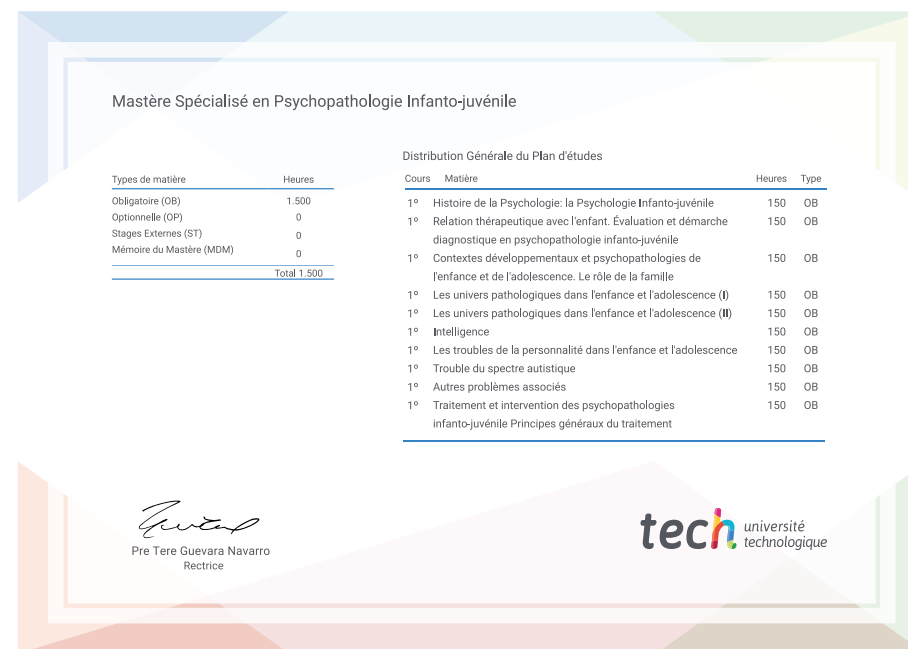 Mastère Spécialisé en Psychopathologie Infanto-juvénile
Types de matière Heures
Obligatoire (OB) 1.500
Optionnelle (OP) 0
Stages Externes (ST) 0
Mémoire du Mastère (MDM) 0
Total 1.500
Distribution Générale du Plan d'études
Cours Matière Heures Type
1º Histoire de la Psychologie: la Psychologie Infanto-juvénile 150 OB
1º Relation thérapeutique avec l'enfant. Évaluation et démarche 150 OB
diagnostique en psychopathologie infanto-juvénile
1º Contextes développementaux et psychopathologies de 150 OB
l'enfance et de l'adolescence. Le rôle de la famille
1º Les univers pathologiques dans l'enfance et l'adolescence (I) 150 OB
1º Les univers pathologiques dans l'enfance et l'adolescence (II) 150 OB
1º Intelligence 150 OB
1º Les troubles de la personnalité dans l'enfance et l'adolescence 150 OB
1º Trouble du spectre autistique 150 OB
1º Autres problèmes associés 150 OB
1º Traitement et intervention des psychopathologies 150 OB
infanto-juvénile Principes généraux du traitement
Pre Tere Guevara Navarro
Rectrice
tech université
technologique